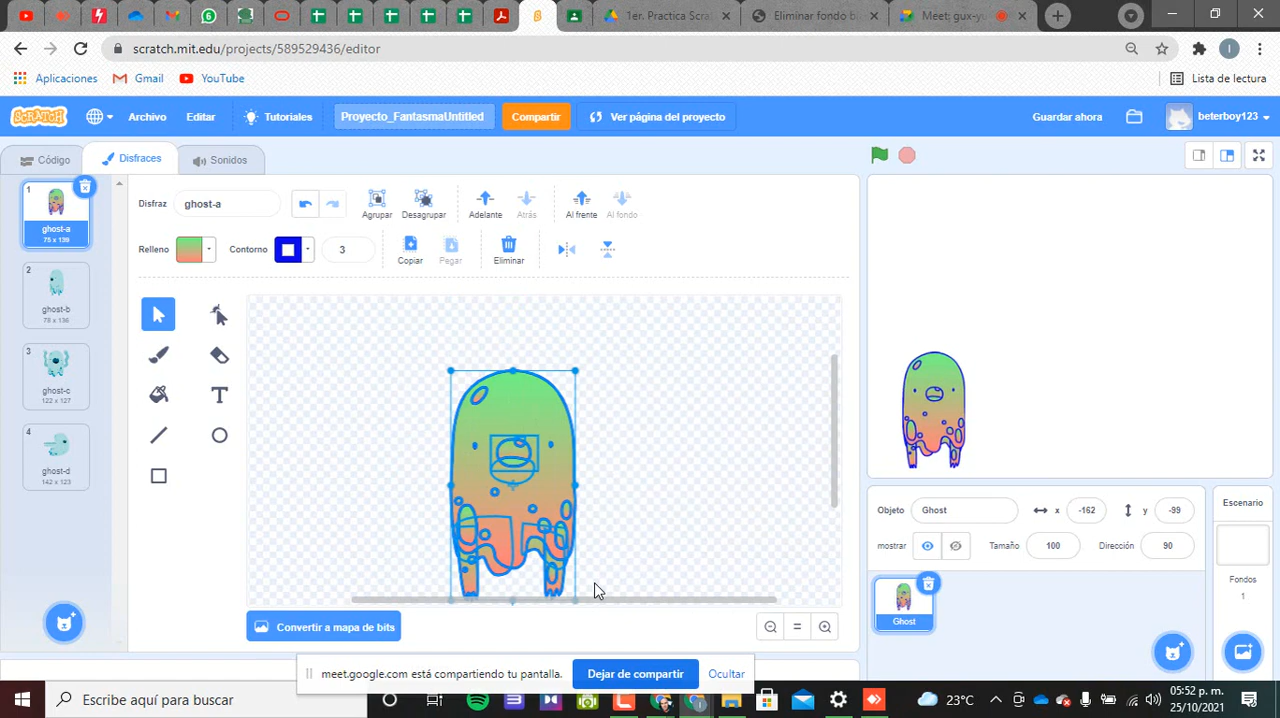 1er. Practica Scra
Eliminar fondo b
Meet: gux-y
scratch.mit.edu/projects/589529436/editor
Aplicaciones
Gmail
YouTube
Lista de lectura
SCRATCH
Archivo
Editar
Tutoriales
Proyecto_FantasmaUntitled
Compartir
Ver página del proyecto
Guardar ahora
beterboy123
Código
Disfraces
Sonidos
1
ghost-a
75 x 139
2
ghost-b
78 x 136
3
ghost-c
122 x 127
4
ghost-d
142 x 123
Disfraz
ghost-a
Agrupar
Desagrupar
Adelante
Atrás
Al frente
Al fondo
Relleno
Contorno
3
Copiar
Pegar
Eliminar
T
Convertir a mapa de bits
Objeto
Ghost
x
-162
y
-99
mostrar
Tamaño
100
Dirección
90
Ghost
Escenario
Fondos
1
meet.google.com está compartiendo tu pantalla.
Dejar de compartir
Ocultar
Escribe aquí para buscar
23°C
05:52 p. m.
25/10/2021